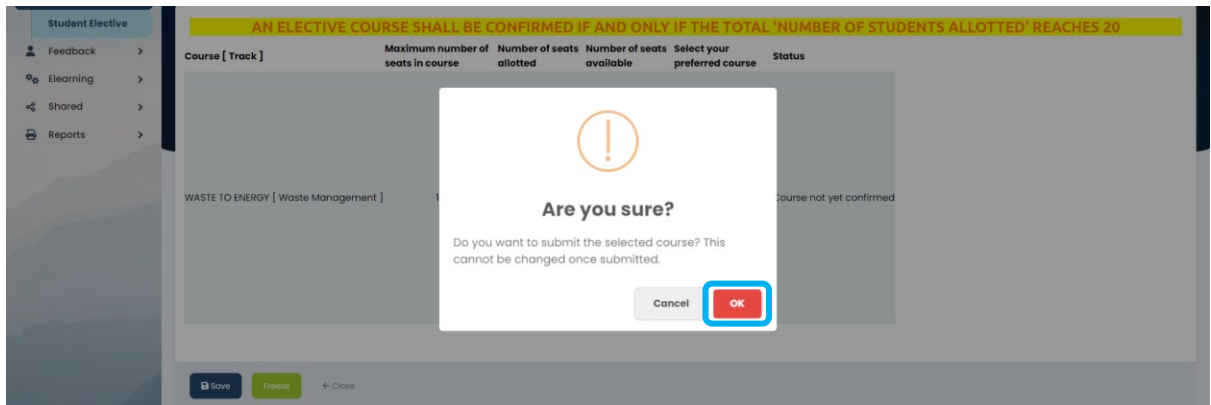 Student Elective
Feedback
Elearning
Shared
Reports
AN ELECTIVE COURSE SHALL BE CONFIRMED IF AND ONLY IF THE TOTAL 'NUMBER OF STUDENTS ALLOTTED' REACHES 20
Course [ Track ]
Maximum number of
seats in course
Number of seats
allotted
Number of seats
available
Select your
preferred course
Status
WASTE TO ENERGY [ Waste Management ]
1
Course not yet confirmed
Are you sure?
Do you want to submit the selected course? This
cannot be changed once submitted.
Cancel
OK
Save
Freeze
← Close